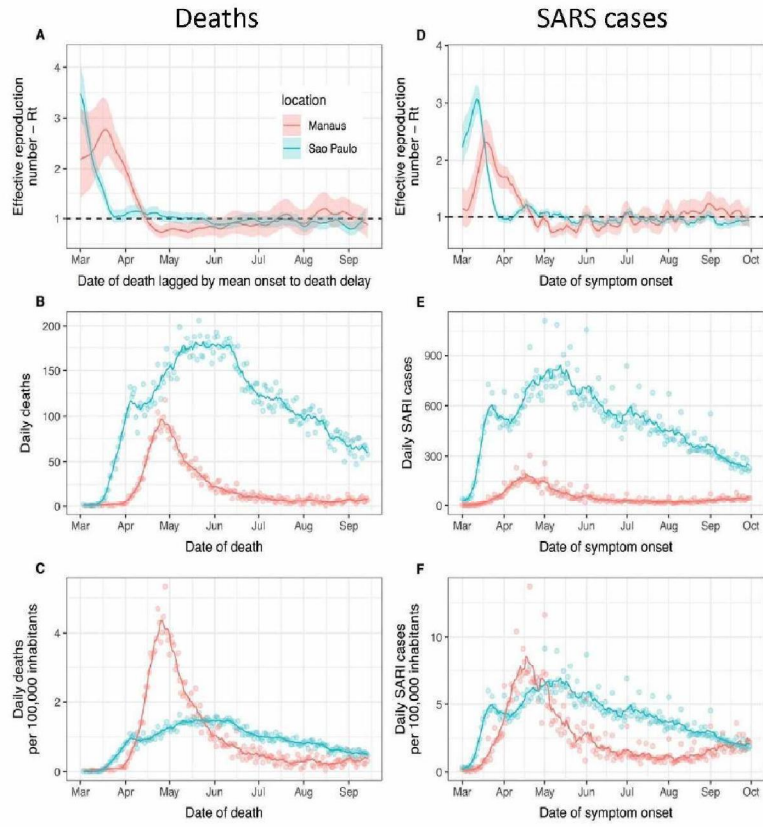 Deaths
SARS cases
A
Effective reproduction
number – Rt
4
3
2
1
location
Manaus
Sao Paulo
Mar Apr May Jun Jul Aug Sep
Date of death lagged by mean onset to death delay
D
Effective reproduction
number – Rt
4
3
2
1
Mar Apr May Jun Jul Aug Sep Oct
Date of symptom onset
B
Daily deaths
200
150
100
50
0
Mar Apr May Jun Jul Aug Sep
Date of death
E
Daily SARI cases
900
600
300
0
Mar Apr May Jun Jul Aug Sep Oct
Date of symptom onset
C
Daily deaths
per 100,000 inhabitants
4
2
0
Mar Apr May Jun Jul Aug Sep
Date of death
F
Daily SARI cases
per 100,000 inhabitants
10
5
0
Mar Apr May Jun Jul Aug Sep Oct
Date of symptom onset